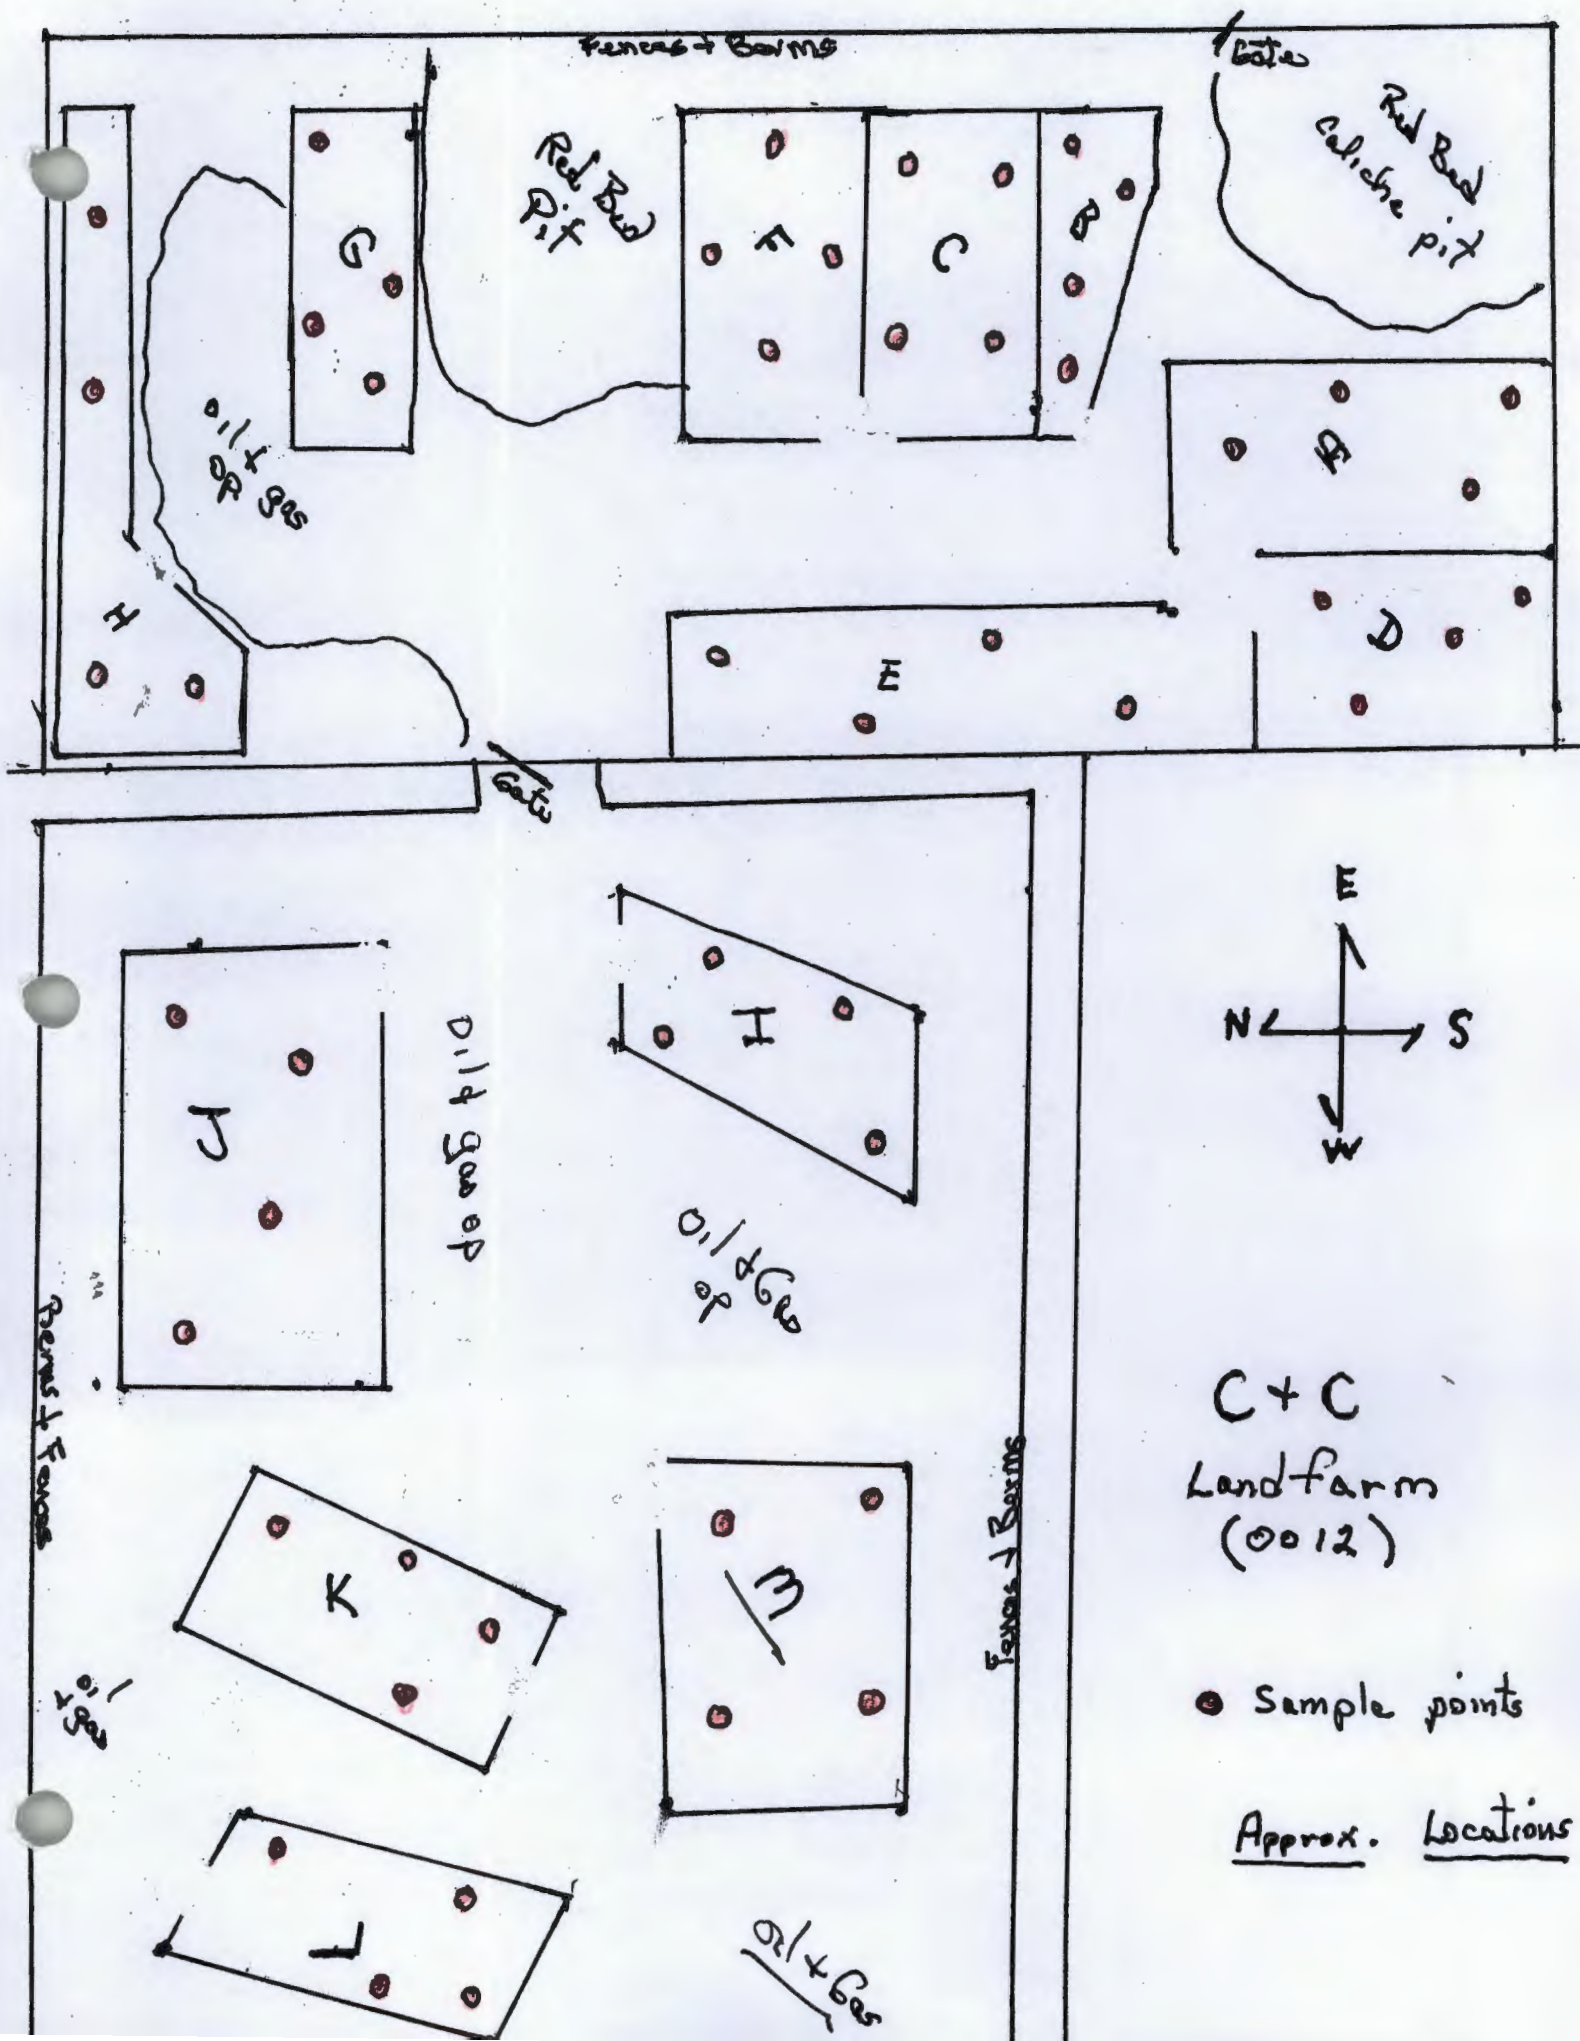 Fences + Berms
Gate
Red Bed
Caliche
pit
Red Bed
Pit
G
F
C
B
oil +
op gas
H
E
D
Gate
E
N
S
W
I
J
oil + gas op
Oil + Gas
op
Berms + Fences
Fences + Berms
C + C
Landfarm
(0012)
K
M
oil
+ gas
Sample points
Approx. Locations
L
Oil + Gas